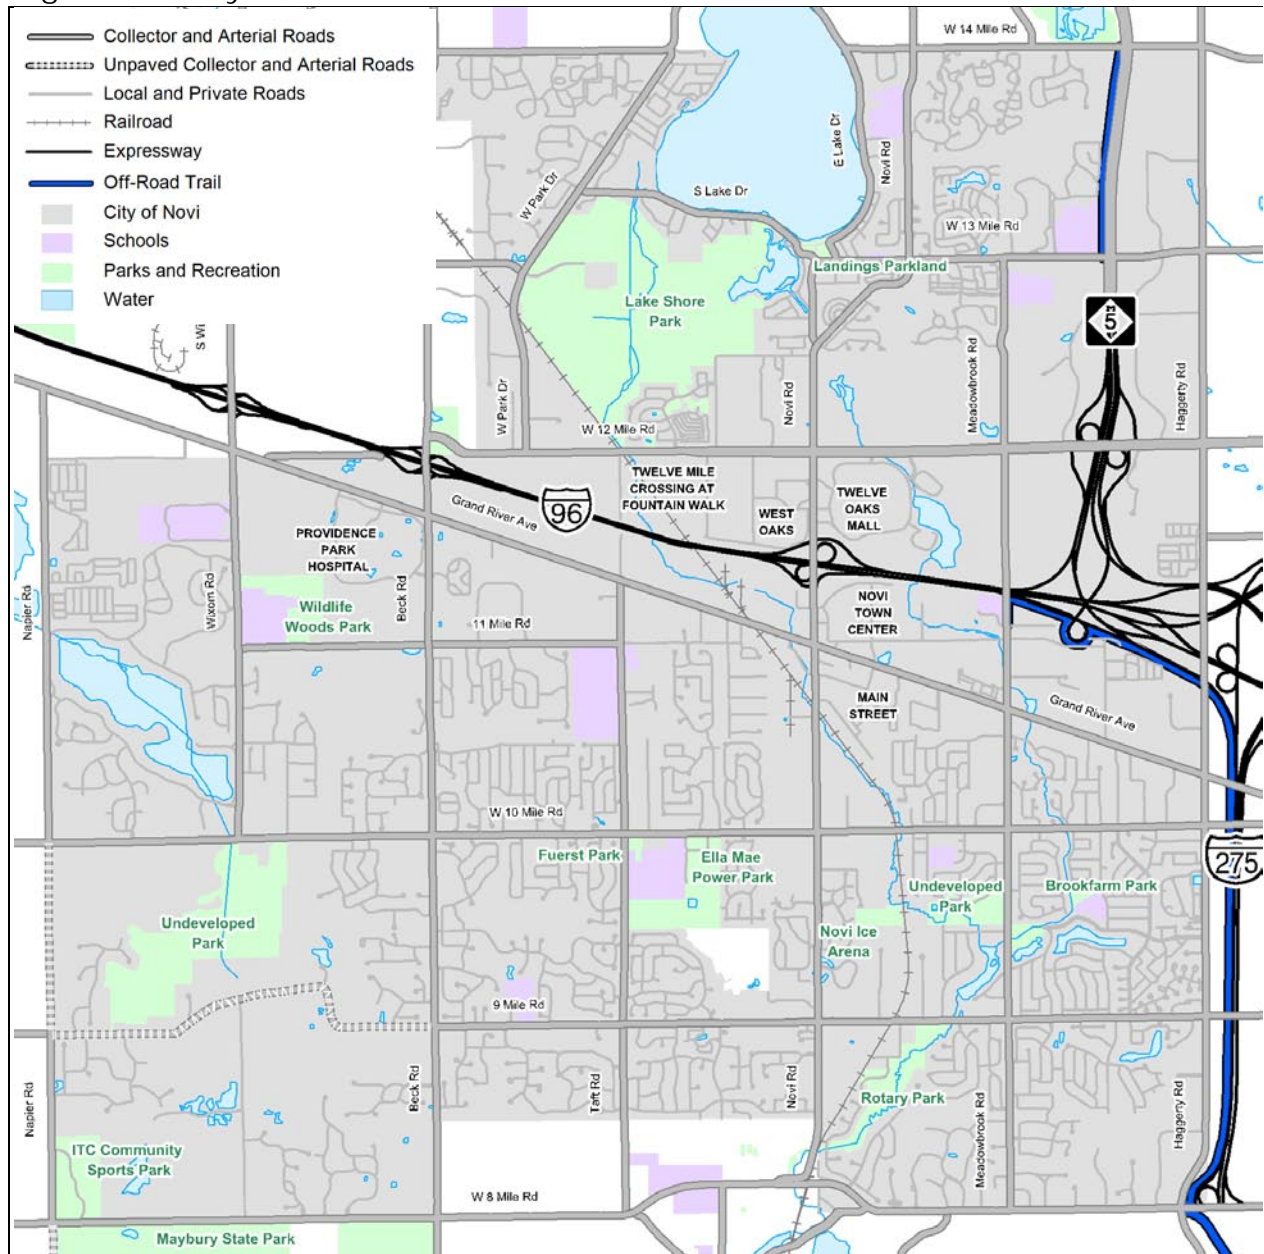 Collector and Arterial Roads
Unpaved Collector and Arterial Roads
Local and Private Roads
Railroad
Expressway
Off-Road Trail
City of Novi
Schools
Parks and Recreation
Water
W 14 Mile Rd
E Lake Dr
Novi Rd
W Park Dr
S Lake Dr
W 13 Mile Rd
Landings Parkland
Lake Shore
Park
M
5
S Wi
W Park Dr
Novi Rd
Meadowbrook Rd
Haggerty Rd
W 12 Mile Rd
TWELVE MILE
CROSSING AT
FOUNTAIN WALK
Grand River Ave
96
WEST
OAKS
TWELVE
OAKS
MALL
PROVIDENCE
PARK
HOSPITAL
Napier Rd
Wixom Rd
Beck Rd
Wildlife
Woods Park
11 Mile Rd
NOVI
TOWN
CENTER
MAIN
STREET
Grand River Ave
W 10 Mile Rd
Fuerst Park
Ella Mae
Power Park
Undeveloped
Park
Brookfarm Park
275
Undeveloped
Park
Novi Ice
Arena
9 Mile Rd
Napier Rd
Beck Rd
Taft Rd
Novi Rd
Rotary Park
Meadowbrook Rd
Haggerty Rd
ITC Community
Sports Park
W 8 Mile Rd
Maybury State Park